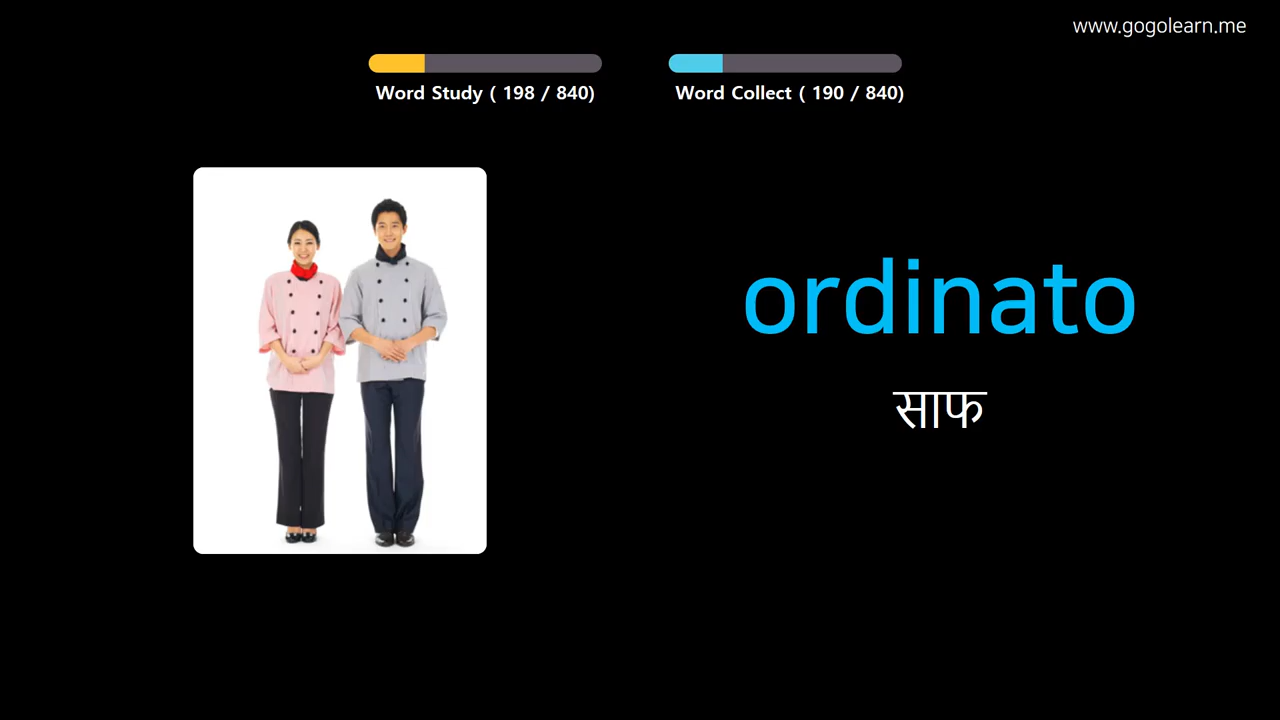 www.gogolearn.me
Word Study ( 198 / 840)
Word Collect ( 190 / 840)
ordinato
साफ